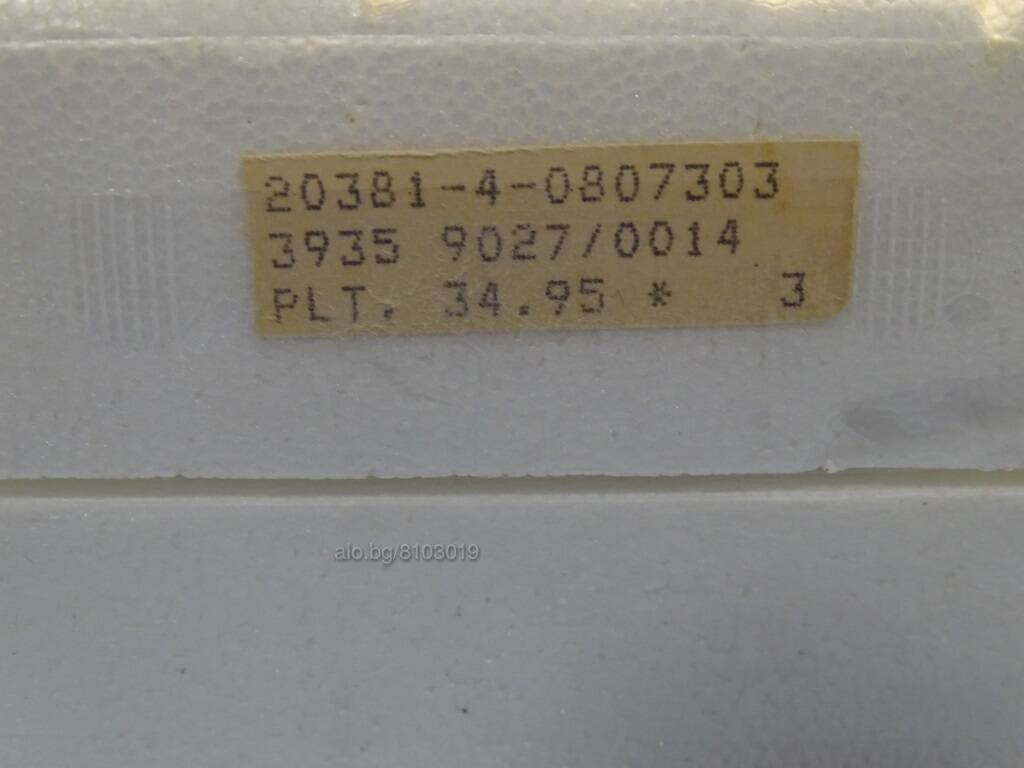 20381-4-0807303
3935 9027/0014
PLT. 34.95 * 3
alo.bg/8103019